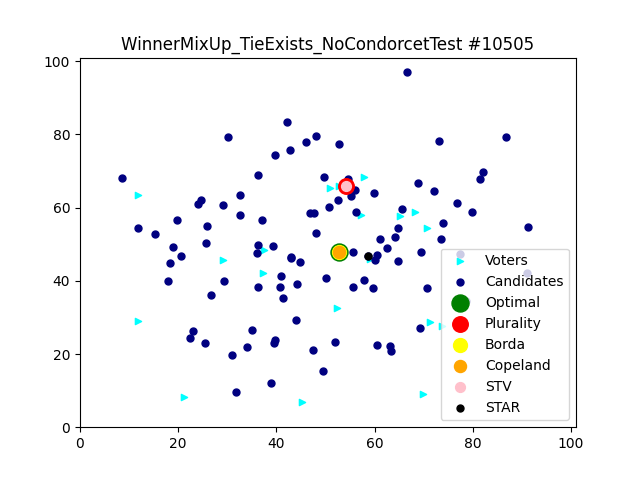 WinnerMixUp_TieExists_NoCondorcetTest #10505
100
80
60
40
20
0
0 20 40 60 80 100
Voters
Candidates
Optimal
Plurality
Borda
Copeland
STV
STAR